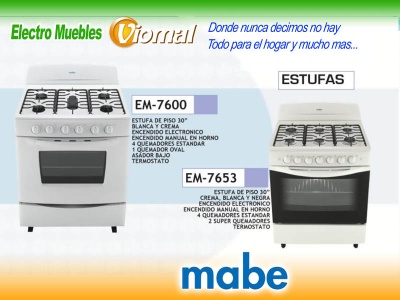 Electro Muebles Viomal
Donde nunca decimos no hay
Todo para el hogar y mucho mas...
ESTUFAS
EM-7600
ESTUFA DE PISO 30"
BLANCA Y CREMA
ENCENDIDO ELECTRONICO
ENCENDIDO MANUAL EN HORNO
4 QUEMADORES ESTANDAR
1 QUEMADOR OVAL
ASADOR BAJO
TERMOSTATO
EM-7653
ESTUFA DE PISO 30"
CREMA, BLANCA Y NEGRA
ENCENDIDO ELECTRONICO
ENCENDIDO MANUAL EN HORNO
4 QUEMADORES ESTANDAR
2 SUPER QUEMADORES
TERMOSTATO
mabe